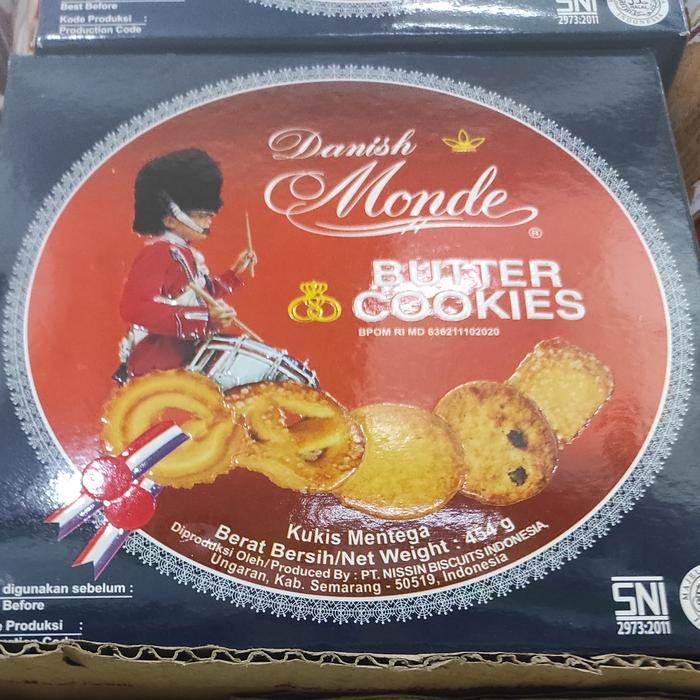 Best Before
Kode Produksi :
Production Code
SNI
2973:2011
Danish
Monde
®
BUTTER
COOKIES
BPOM RI MD 636211102020
Kukis Mentega
Berat Bersih/Net Weight : 454 g
Diproduksi Oleh/Produced By : PT. NISSIN BISCUITS INDONESIA,
Ungaran, Kab. Semarang - 50519, Indonesia
digunakan sebelum :
Before
Produksi :
SNI
2973:2011